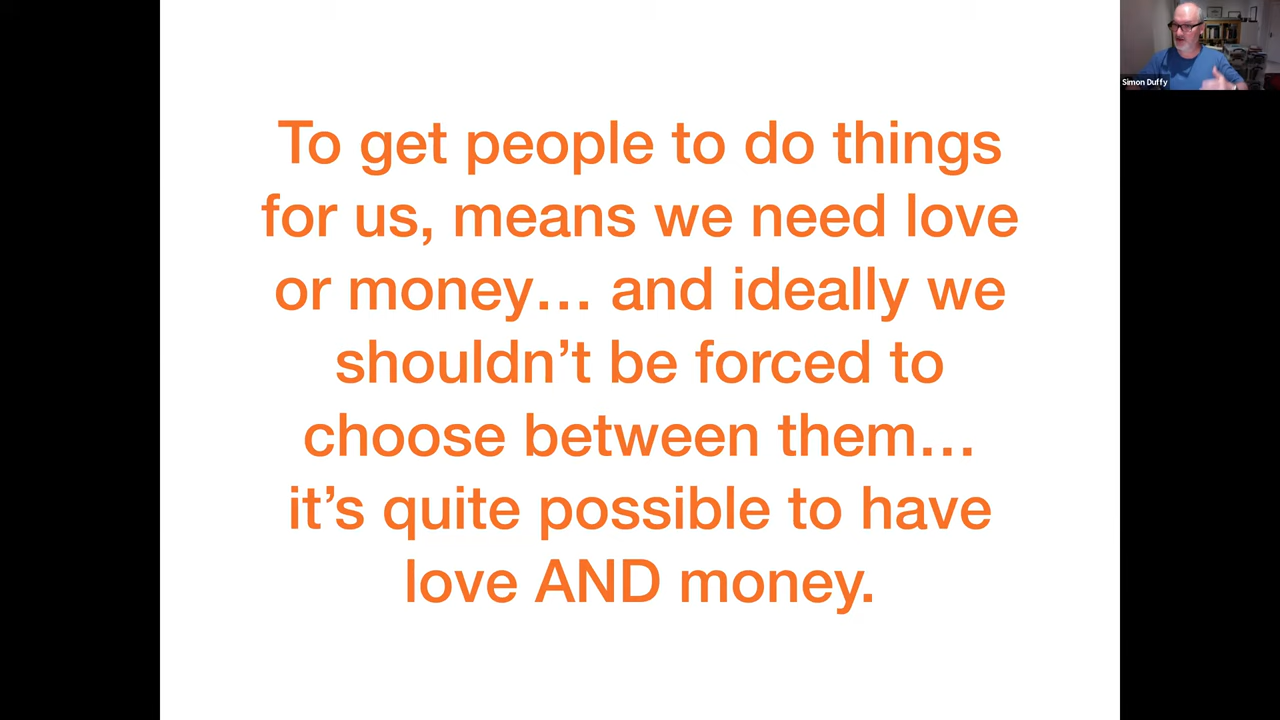 To get people to do things
for us, means we need love
or money… and ideally we
shouldn’t be forced to
choose between them…
it’s quite possible to have
love AND money.
Simon Duffy